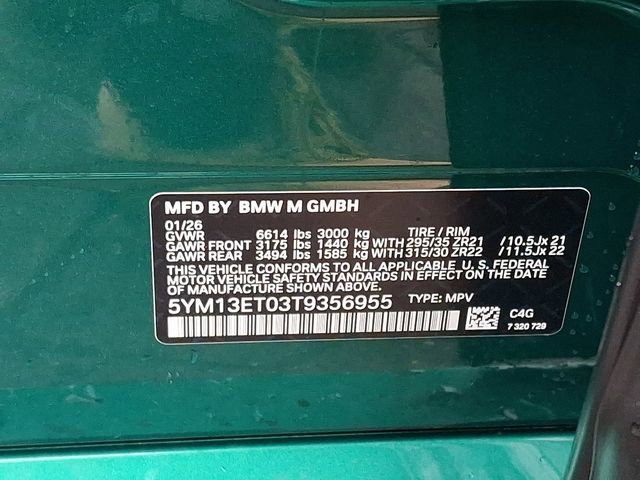 MFD BY BMW M GMBH
01/26
GVWR 6614 lbs 3000 kg TIRE / RIM
GAWR FRONT 3175 lbs 1440 kg WITH 295/35 ZR21 /10.5Jx 21
GAWR REAR 3494 lbs 1585 kg WITH 315/30 ZR22 /11.5Jx 22
THIS VEHICLE CONFORMS TO ALL APPLICABLE U.S. FEDERAL
MOTOR VEHICLE SAFETY STANDARDS IN EFFECT ON THE DATE
OF MANUFACTURE SHOWN ABOVE.
5YM13ET03T9356955 TYPE: MPV
C4G
7 320 729